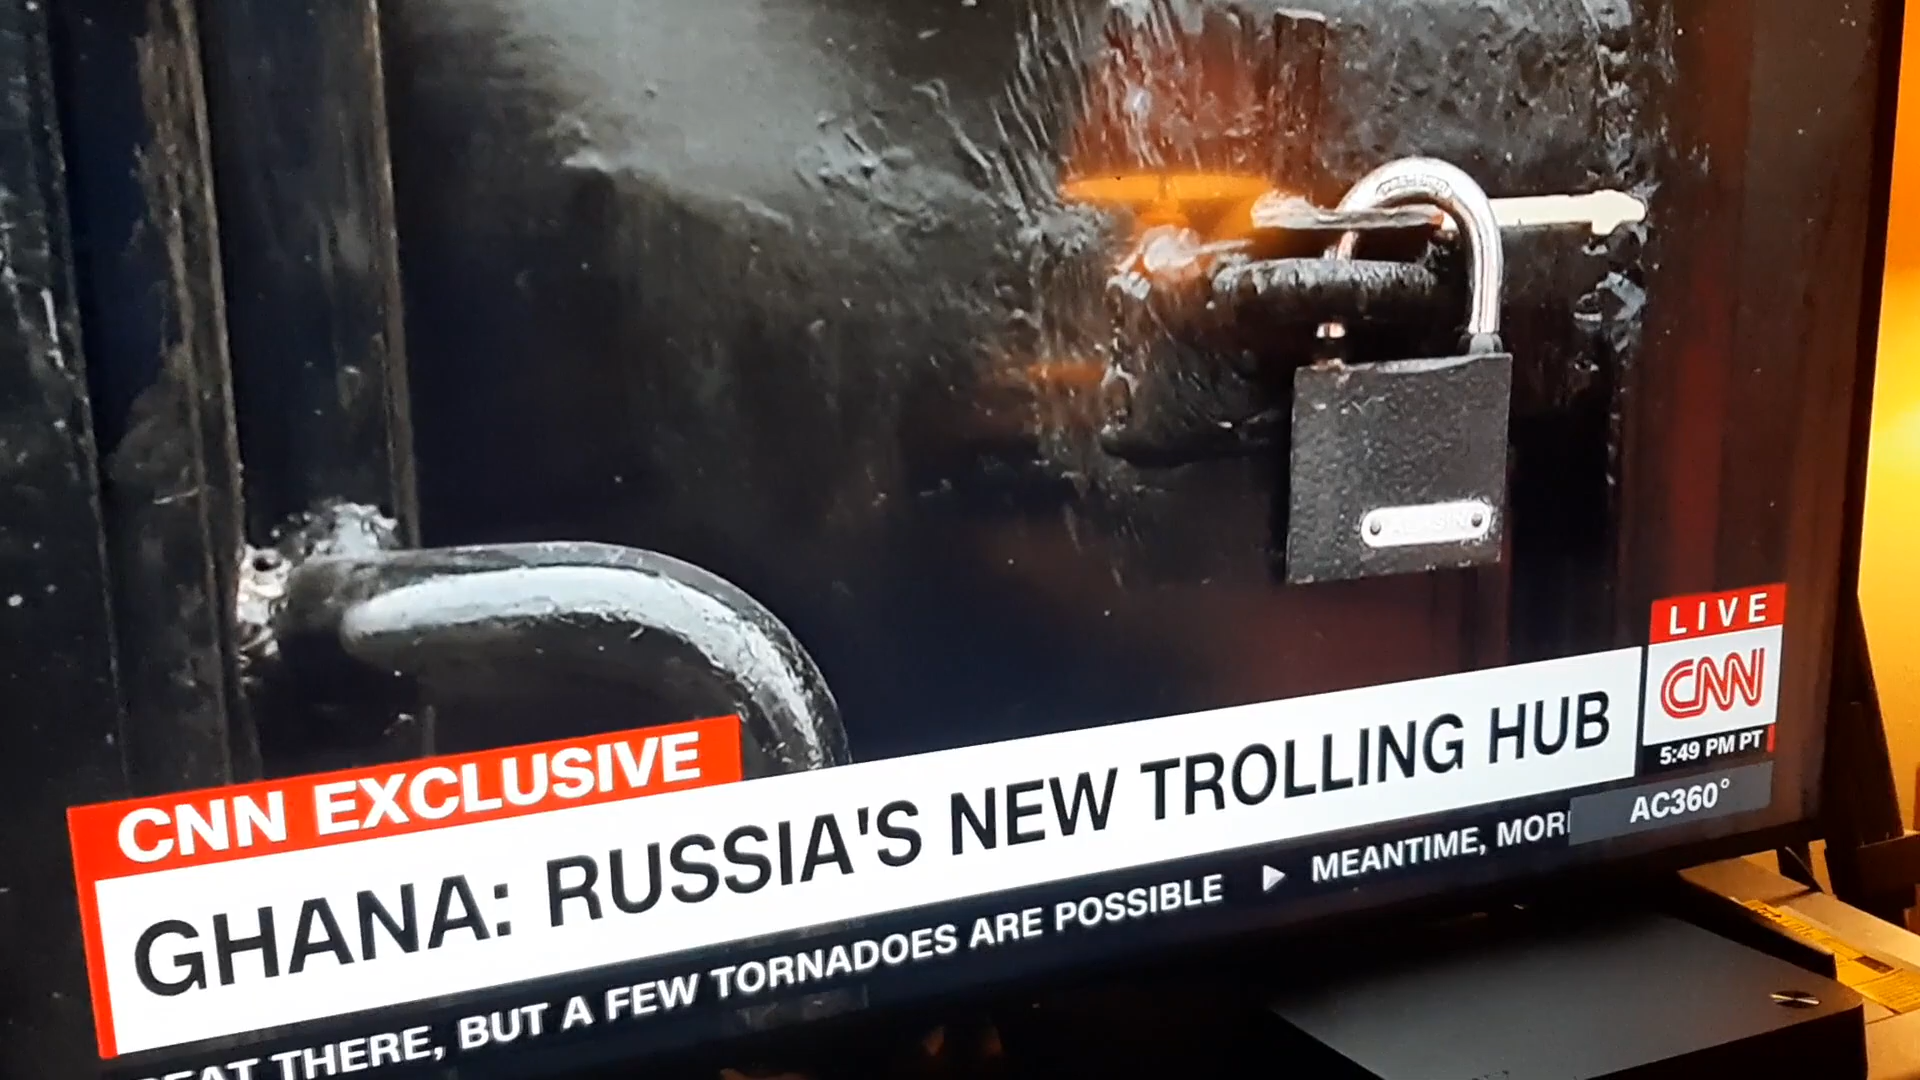 LIVE
CNN
5:49 PM PT
CNN EXCLUSIVE
GHANA: RUSSIA'S NEW TROLLING HUB
AC360°
THERE, BUT A FEW TORNADOES ARE POSSIBLE ▶ MEANTIME, MOR